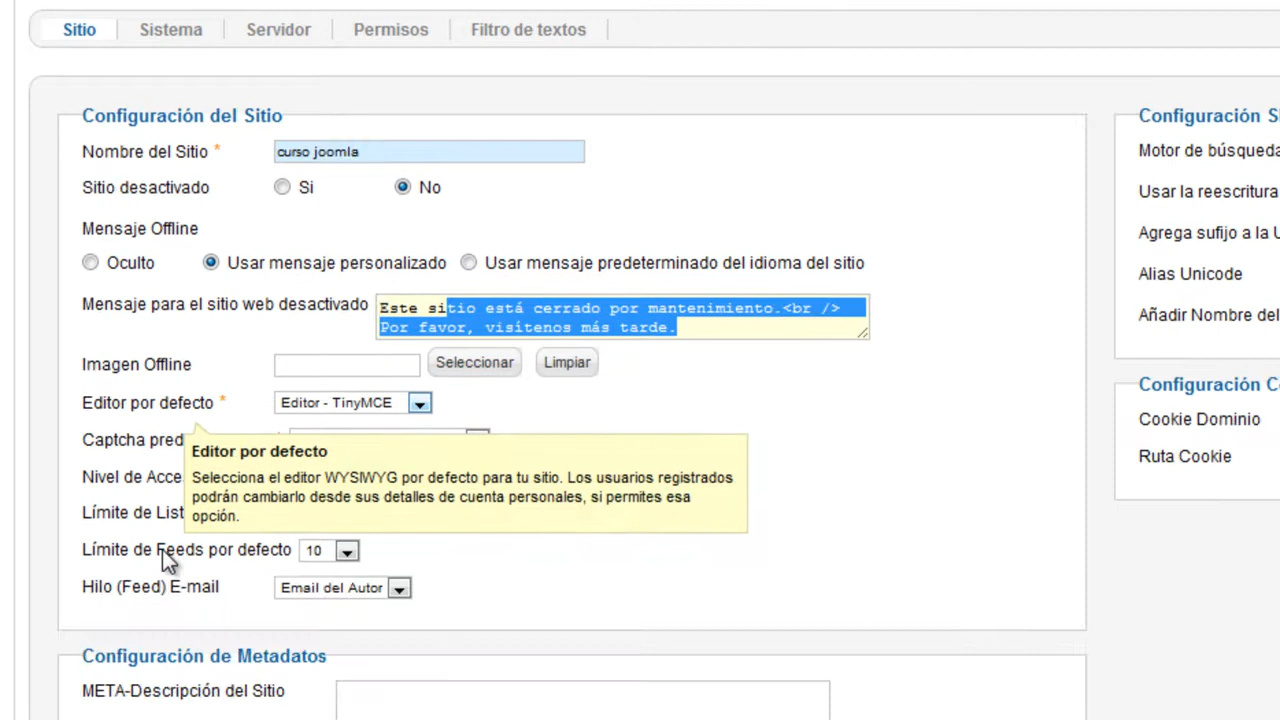 Sitio Sistema Servidor Permisos Filtro de textos
Configuración del Sitio
Nombre del Sitio * curso joomla
Sitio desactivado Si No
Mensaje Offline
Oculto Usar mensaje personalizado Usar mensaje predeterminado del idioma del sitio
Mensaje para el sitio web desactivado
Este sitio está cerrado por mantenimiento.<br />
Por favor, visítenos más tarde.
Imagen Offline Seleccionar Limpiar
Editor por defecto * Editor - TinyMCE
Captcha pred
Editor por defecto
Selecciona el editor WYSIWYG por defecto para tu sitio. Los usuarios registrados
podrán cambiarlo desde sus detalles de cuenta personales, si permites esa
opción.
Nivel de Acce
Límite de List
Límite de Feeds por defecto 10
Hilo (Feed) E-mail Email del Autor
Configuración de Metadatos
META-Descripción del Sitio
Configuración S
Motor de búsqueda
Usar la reescritura
Agrega sufijo a la U
Alias Unicode
Añadir Nombre del
Configuración C
Cookie Dominio
Ruta Cookie